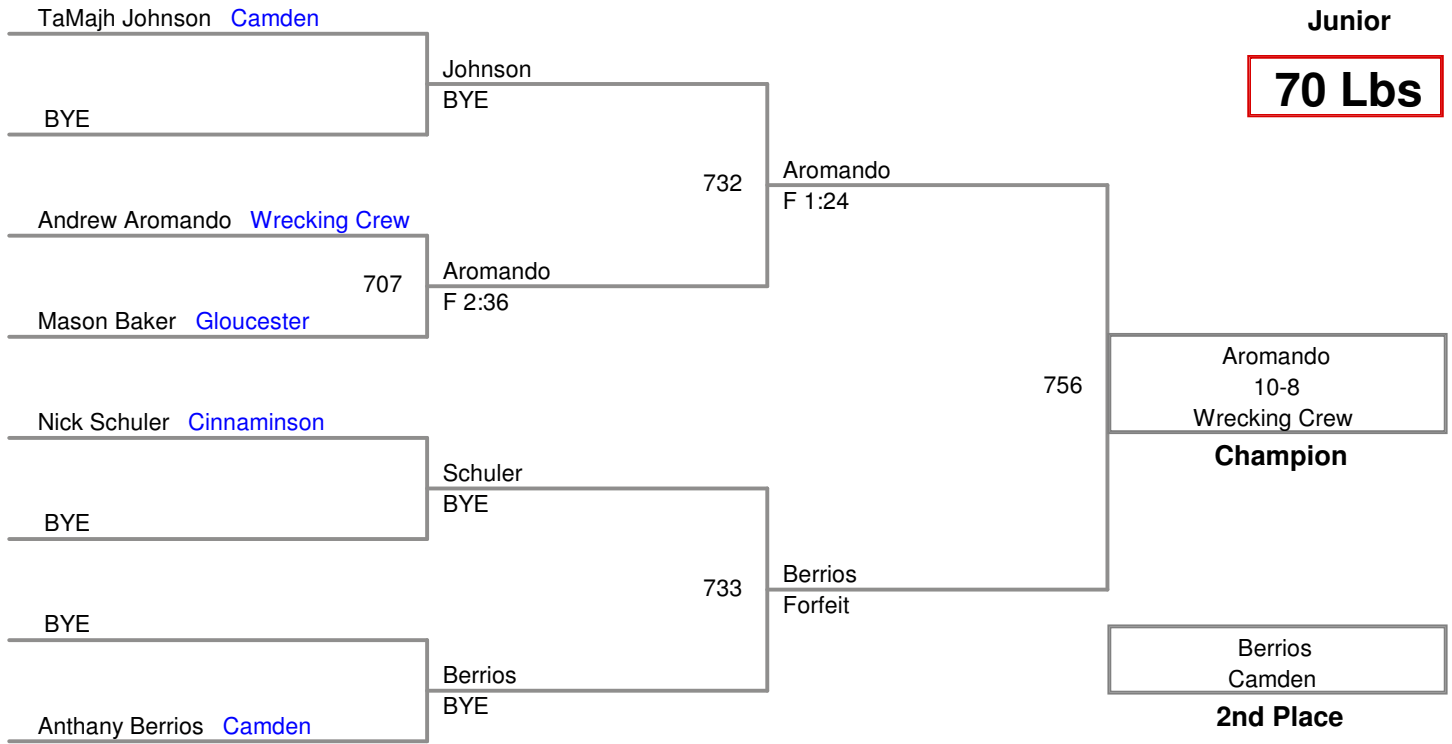 TaMajh Johnson Camden
Junior
Johnson
BYE
70 Lbs
BYE
732
Aromando
F 1:24
Andrew Aromando Wrecking Crew
707
Aromando
F 2:36
Mason Baker Gloucester
756
Aromando
10-8
Wrecking Crew
Champion
Nick Schuler Cinnaminson
Schuler
BYE
BYE
733
Berrios
Forfeit
BYE
Berrios
BYE
Anthany Berrios Camden
Berrios
Camden
2nd Place